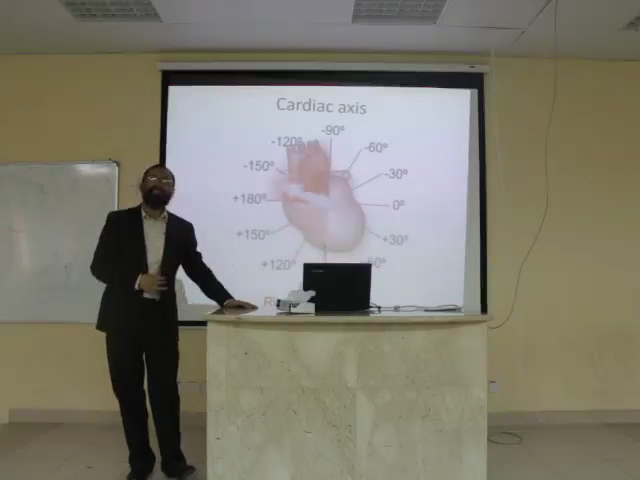 Cardiac axis
-90º
-120º
-60º
-150º
-30º
+180º
0º
+150º
+30º
+120º